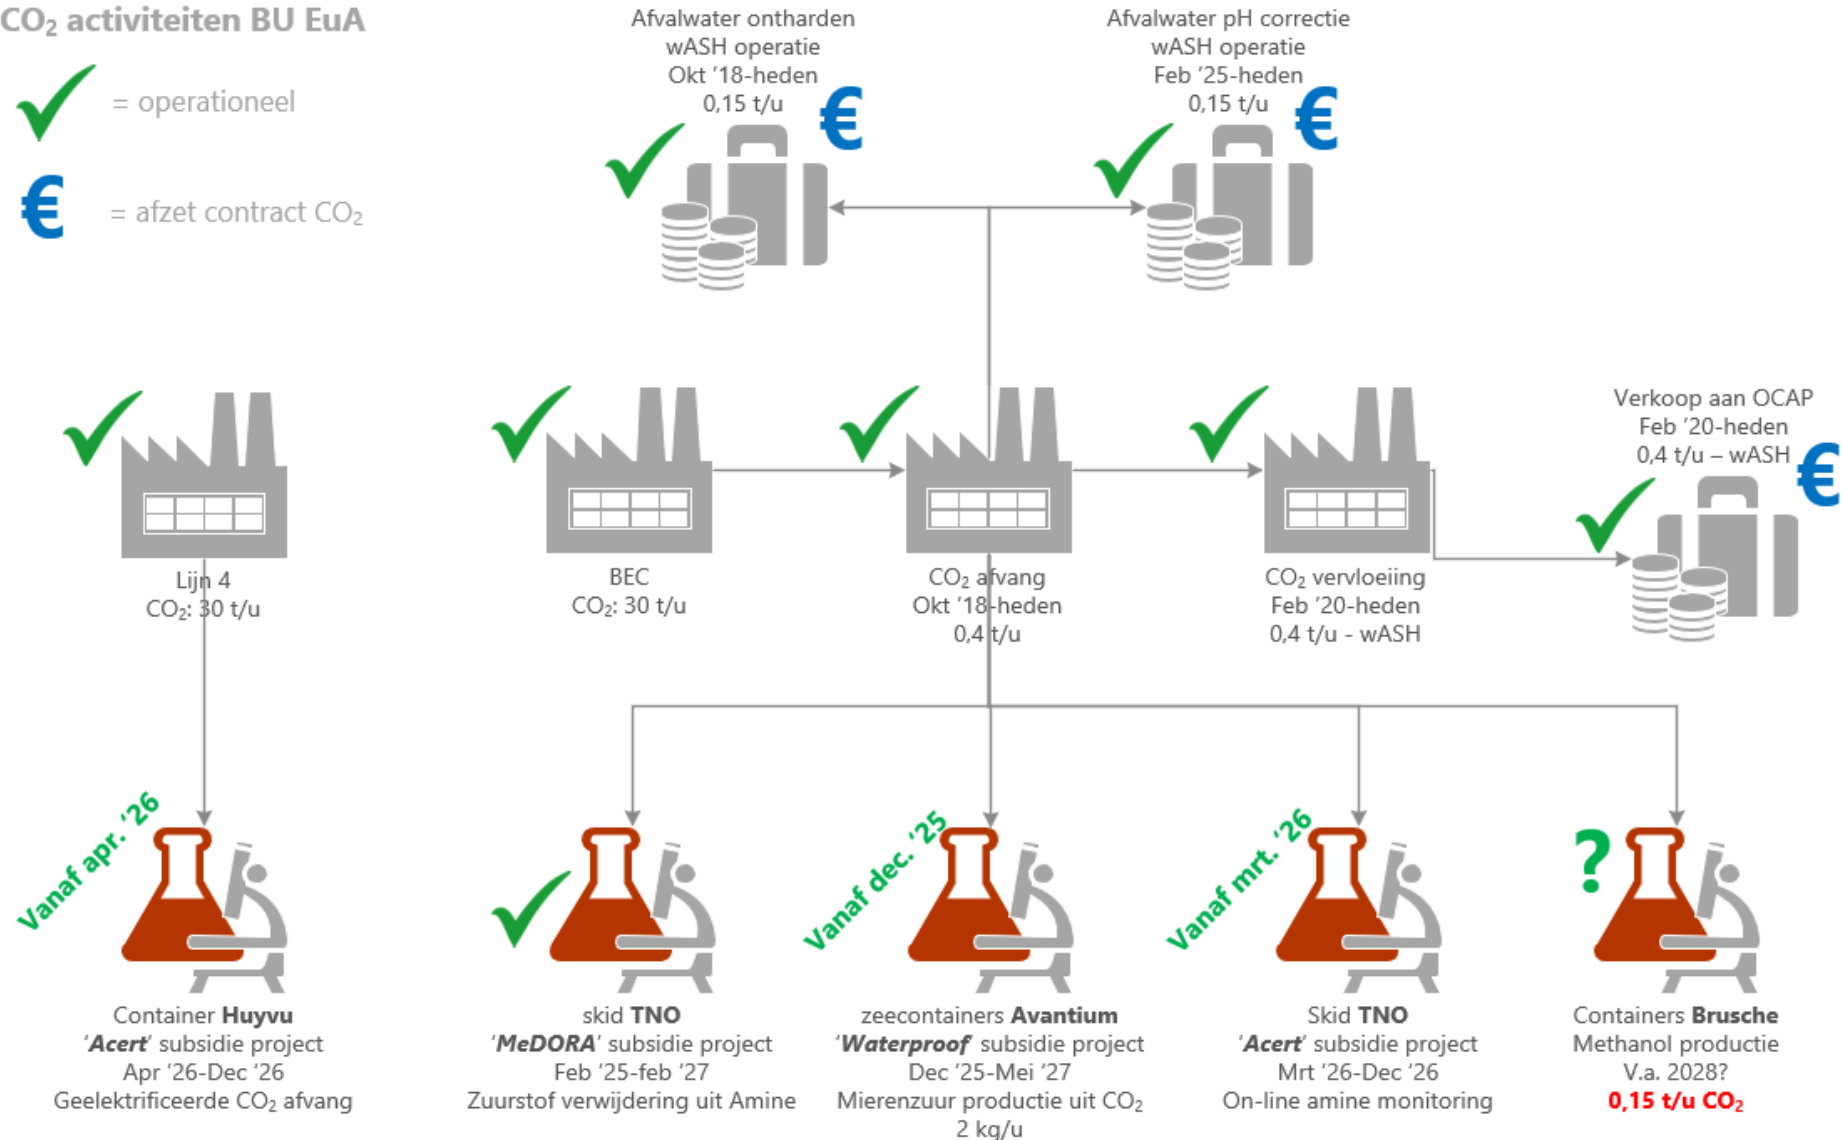 CO₂ activiteiten BU EuA
= operationeel
€ = afzet contract CO₂
Afvalwater ontharden
wASH operatie
Okt '18-heden
0,15 t/u
€
Afvalwater pH correctie
wASH operatie
Feb '25-heden
0,15 t/u
€
Verkoop aan OCAP
Feb '20-heden
0,4 t/u – wASH
€
Lijn 4
CO₂: 30 t/u
BEC
CO₂: 30 t/u
CO₂ afvang
Okt '18-heden
0,4 t/u
CO₂ vervloeiing
Feb '20-heden
0,4 t/u - wASH
Vanaf apr. '26
Container Huyvu
'Acert' subsidie project
Apr '26-Dec '26
Geelektrificeerde CO₂ afvang
skid TNO
'MeDORA' subsidie project
Feb '25-feb '27
Zuurstof verwijdering uit Amine
Vanaf dec. '25
zeecontainers Avantium
'Waterproof' subsidie project
Dec '25-Mei '27
Mierenzuur productie uit CO₂
2 kg/u
Vanaf mrt. '26
Skid TNO
'Acert' subsidie project
Mrt '26-Dec '26
On-line amine monitoring
?
Containers Brusche
Methanol productie
V.a. 2028?
0,15 t/u CO₂